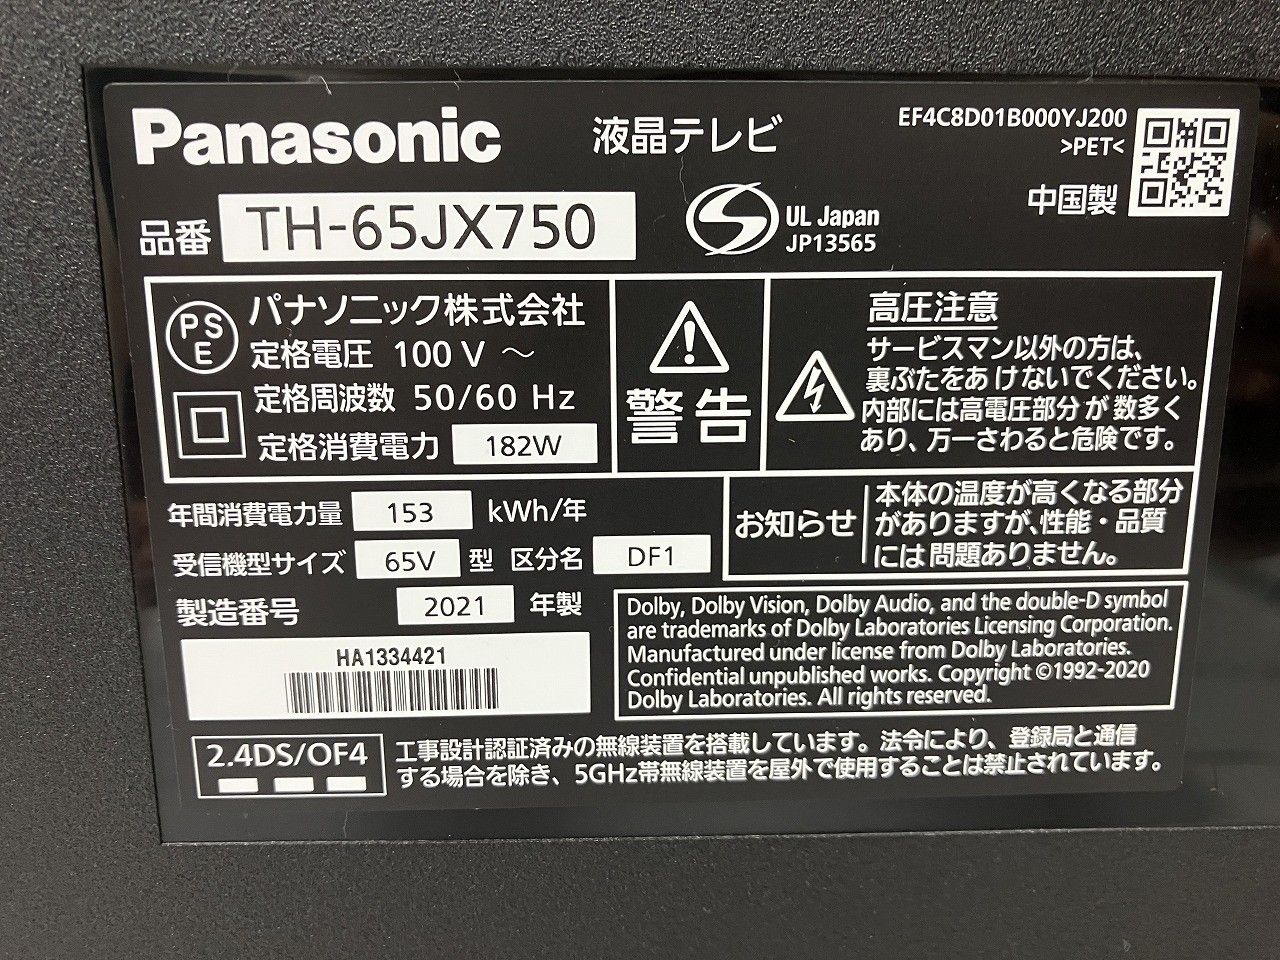 Panasonic
液晶テレビ
EF4C8D01B000YJ200
>PET<
中国製
品番 TH-65JX750
UL Japan
JP13565
PS
E
パナソニック株式会社
定格電圧 100 V ～
定格周波数 50/60 Hz
定格消費電力 182W
警告
高圧注意
サービスマン以外の方は、
裏ぶたをあけないでください。
内部には高電圧部分が数多く
あり、万一さわると危険です。
年間消費電力量 153 kWh/年
受信機型サイズ 65V 型 区分名 DF1
製造番号 2021 年製
HA1334421
お知らせ
本体の温度が高くなる部分
がありますが、性能・品質
には問題ありません。
Dolby, Dolby Vision, Dolby Audio, and the double-D symbol
are trademarks of Dolby Laboratories Licensing Corporation.
Manufactured under license from Dolby Laboratories.
Confidential unpublished works. Copyright ©1992-2020
Dolby Laboratories. All rights reserved.
2.4DS/OF4
工事設計認証済みの無線装置を搭載しています。法令により、登録局と通信
する場合を除き、5GHz帯無線装置を屋外で使用することは禁止されています。